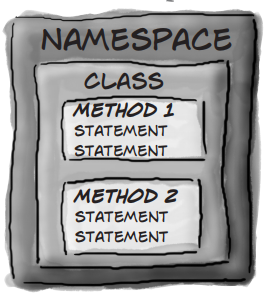 NAMESPACE
CLASS
METHOD 1
STATEMENT
STATEMENT
METHOD 2
STATEMENT
STATEMENT